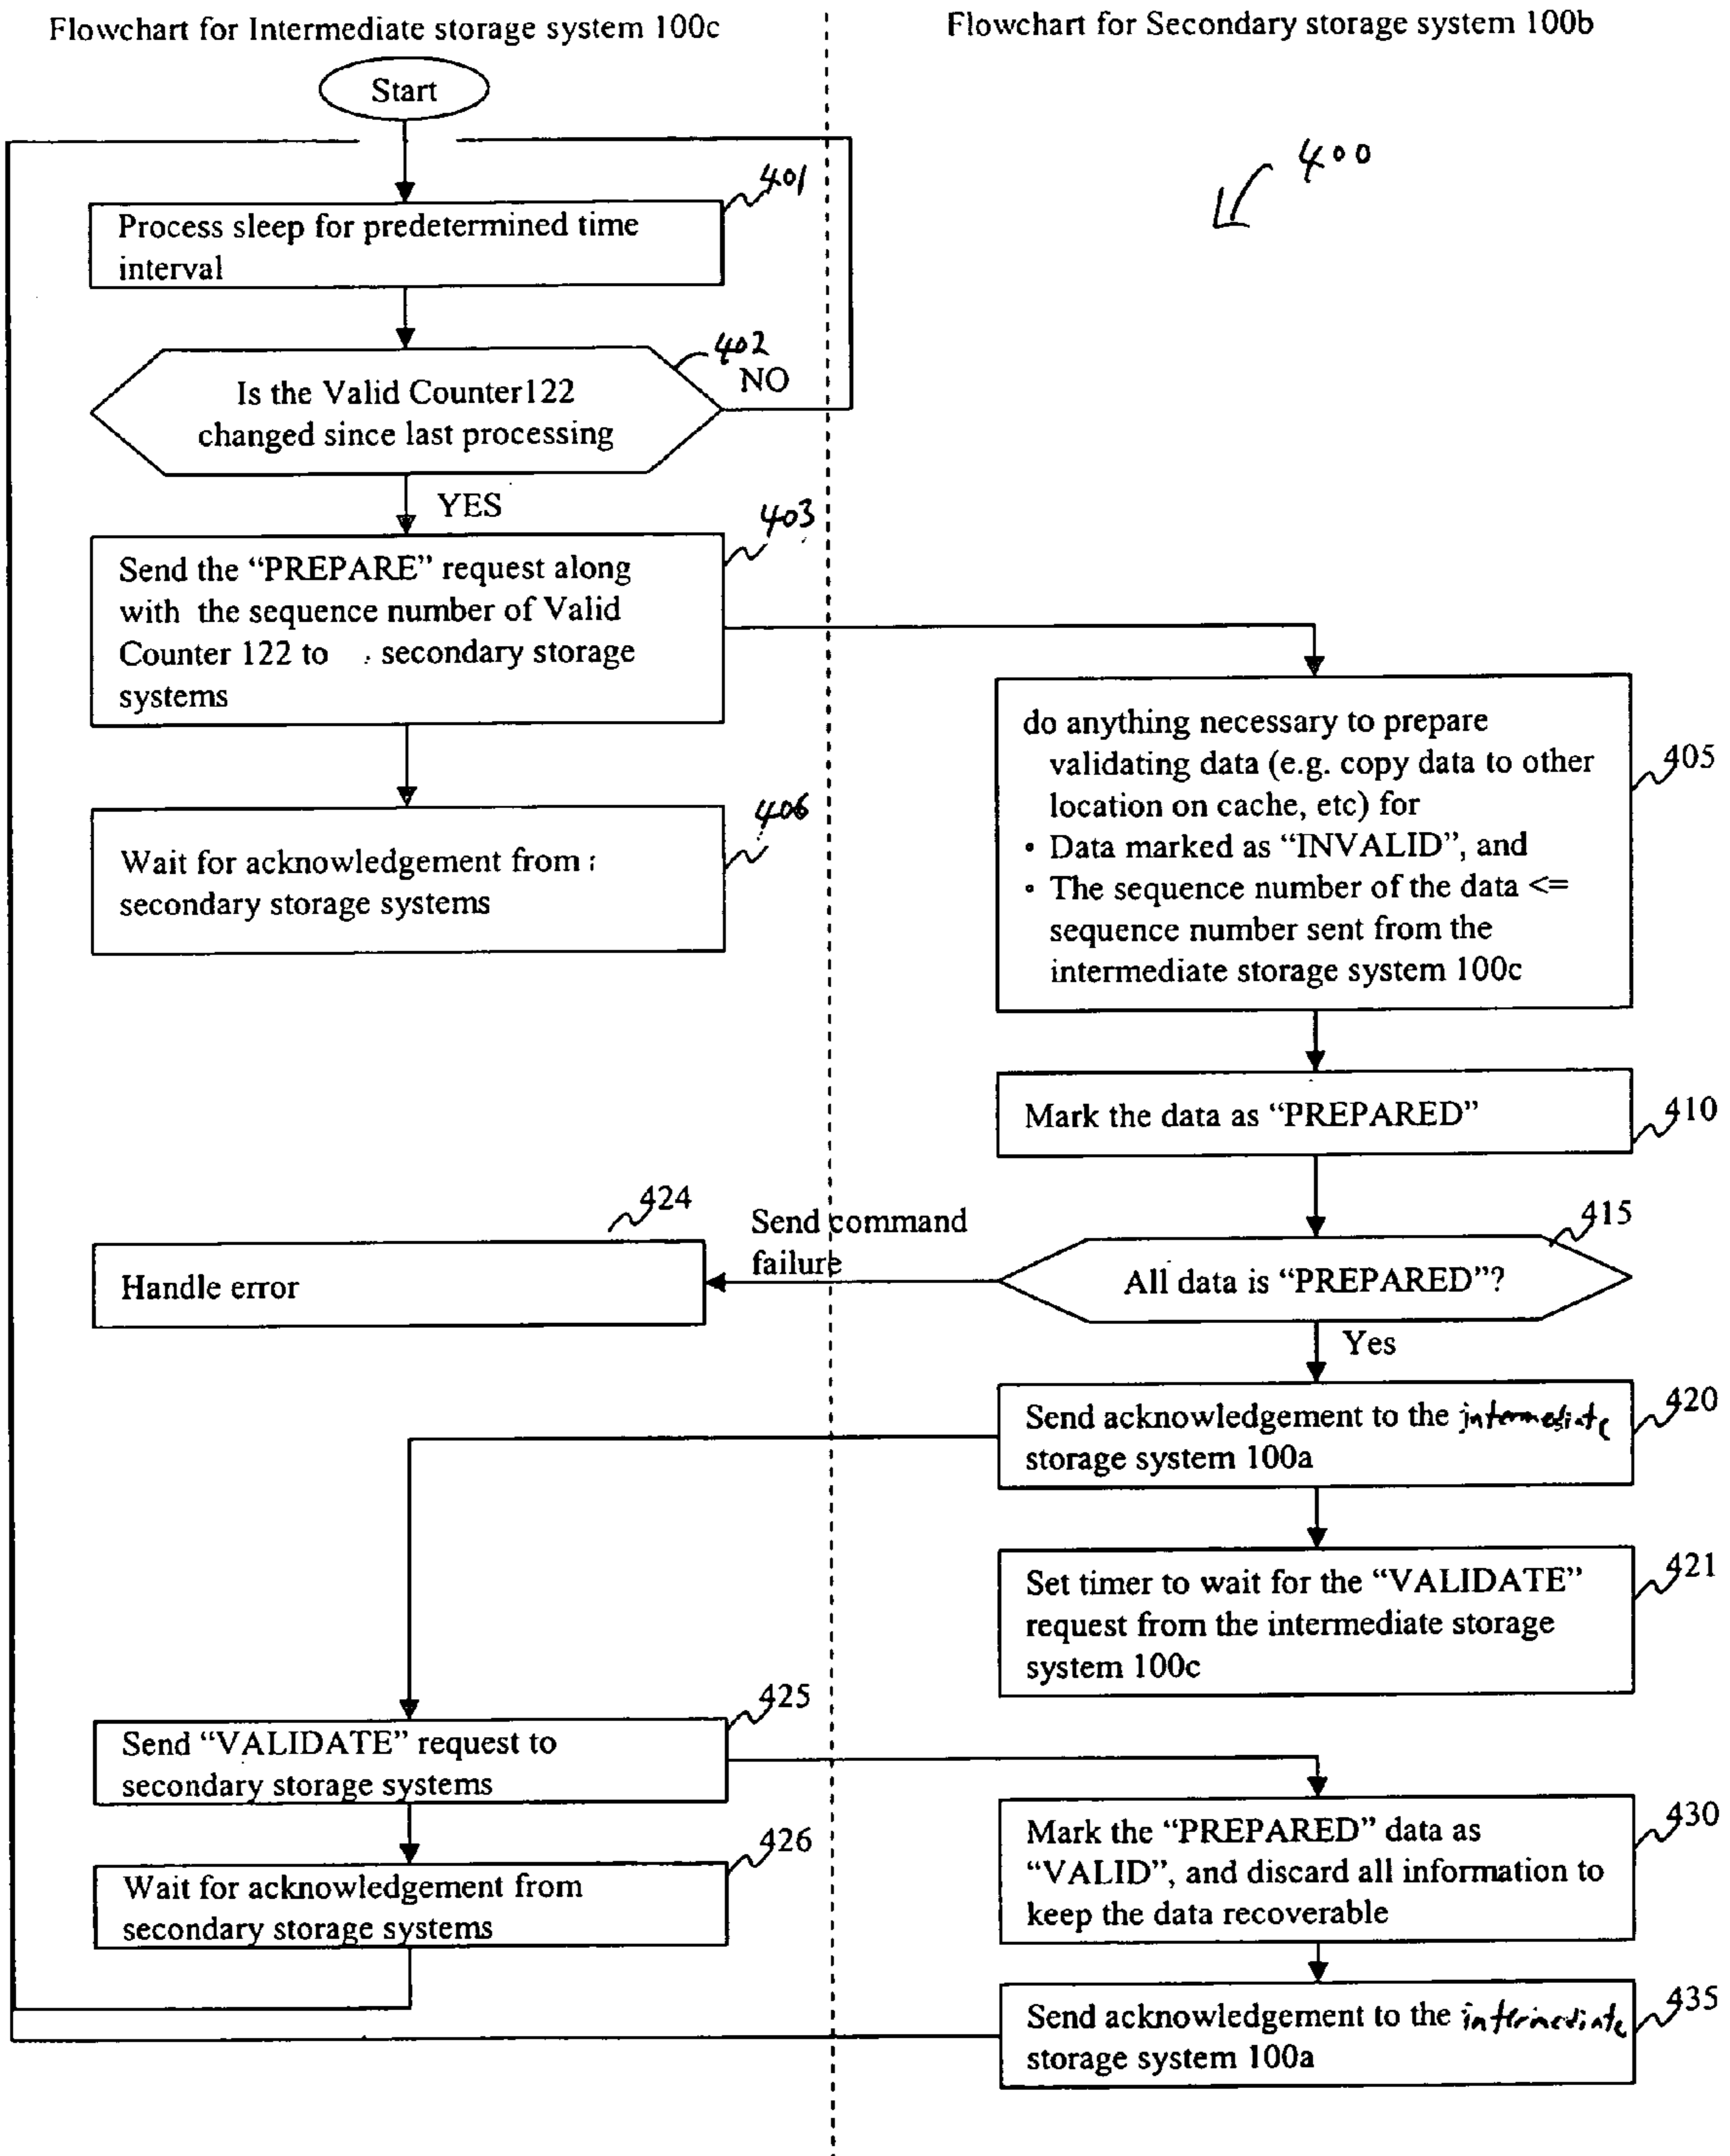 Flowchart for Intermediate storage system 100c
Flowchart for Secondary storage system 100b
Start
400
401
Process sleep for predetermined time
interval
402
Is the Valid Counter122
changed since last processing
NO
YES
403
Send the “PREPARE” request along
with the sequence number of Valid
Counter 122 to secondary storage
systems
406
Wait for acknowledgement from
secondary storage systems
do anything necessary to prepare
validating data (e.g. copy data to other
location on cache, etc) for
• Data marked as “INVALID”, and
• The sequence number of the data <=
sequence number sent from the
intermediate storage system 100c
405
Mark the data as “PREPARED”
410
424
Handle error
Send command
failure
415
All data is “PREPARED”?
Yes
Send acknowledgement to the intermediate
storage system 100a
420
Set timer to wait for the “VALIDATE”
request from the intermediate storage
system 100c
421
425
Send “VALIDATE” request to
secondary storage systems
426
Wait for acknowledgement from
secondary storage systems
Mark the “PREPARED” data as
“VALID”, and discard all information to
keep the data recoverable
430
Send acknowledgement to the intermediate
storage system 100a
435